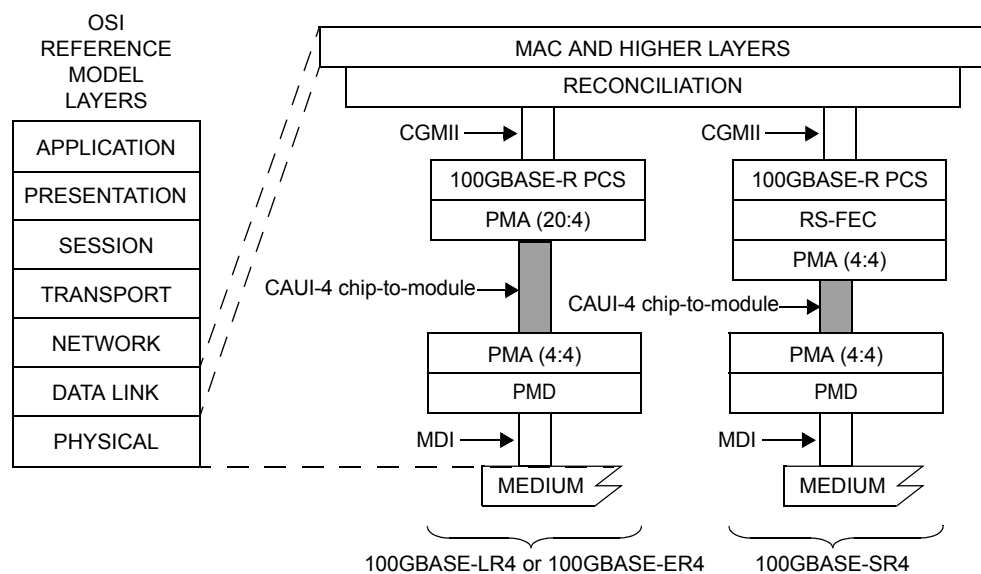 OSI
REFERENCE
MODEL
LAYERS
APPLICATION
PRESENTATION
SESSION
TRANSPORT
NETWORK
DATA LINK
PHYSICAL
MAC AND HIGHER LAYERS
RECONCILIATION
CGMII
100GBASE-R PCS
PMA (20:4)
CAUI-4 chip-to-module
PMA (4:4)
PMD
MDI
MEDIUM
100GBASE-LR4 or 100GBASE-ER4
CGMII
100GBASE-R PCS
RS-FEC
PMA (4:4)
CAUI-4 chip-to-module
PMA (4:4)
PMD
MDI
MEDIUM
100GBASE-SR4